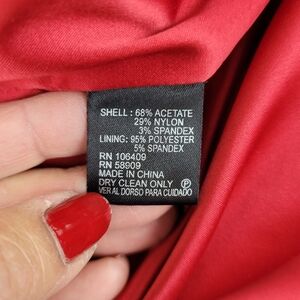 SHELL: 68% ACETATE
29% NYLON
3% SPANDEX
LINING: 95% POLYESTER
5% SPANDEX
RN 106409
RN 58909
MADE IN CHINA
DRY CLEAN ONLY Ⓟ
VER AL DORSO PARA CUIDADO